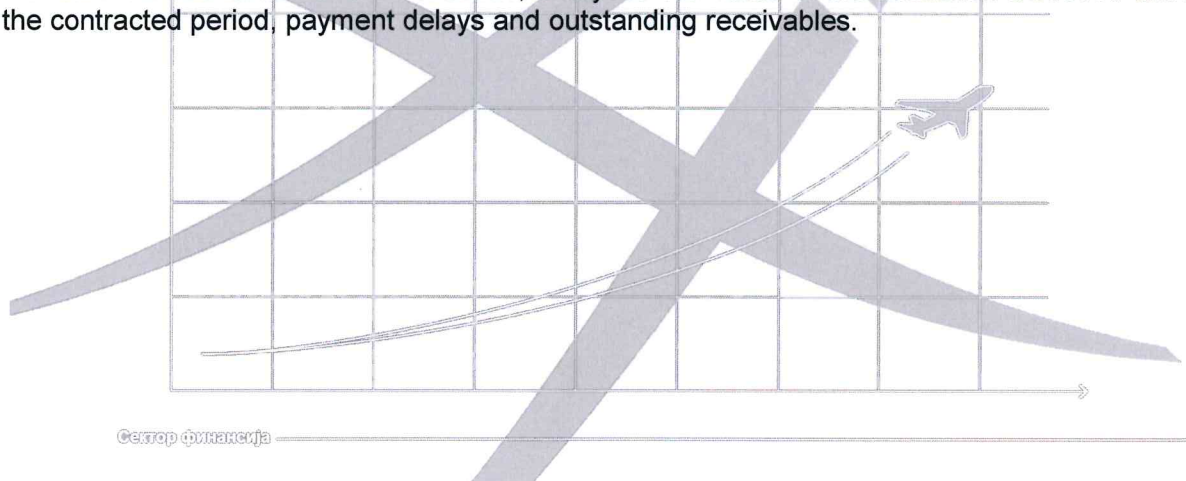 the contracted period, payment delays and outstanding receivables.
Сектор финансија